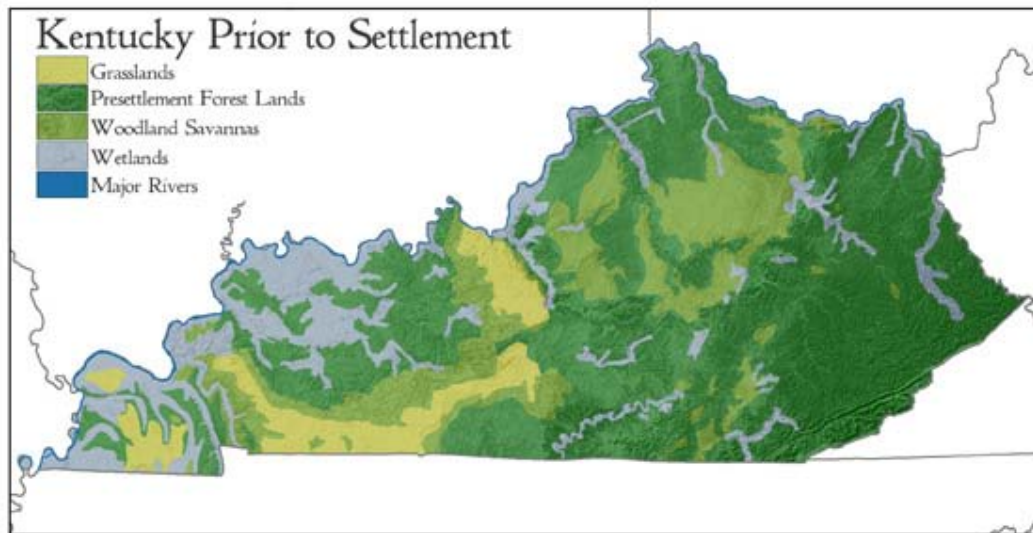 Kentucky Prior to Settlement
Grasslands
Presettlement Forest Lands
Woodland Savannas
Wetlands
Major Rivers